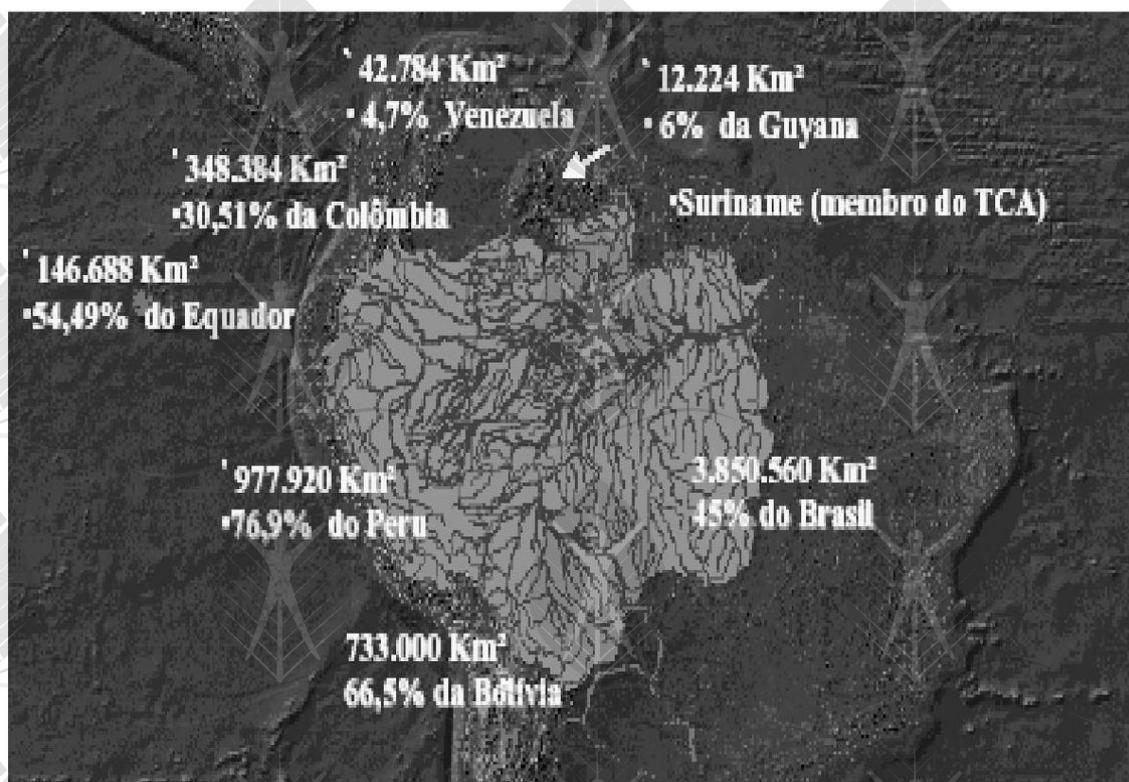 42.784 Km²
•4,7% Venezuela
12.224 Km²
•6% da Guyana
348.384 Km²
•30,51% da Colômbia
•Suriname (membro do TCA)
146.688 Km²
•54,49% do Equador
977.920 Km²
•76,9% do Peru
3.850.560 Km²
45% do Brasil
733.000 Km²
66,5% da Bolívia